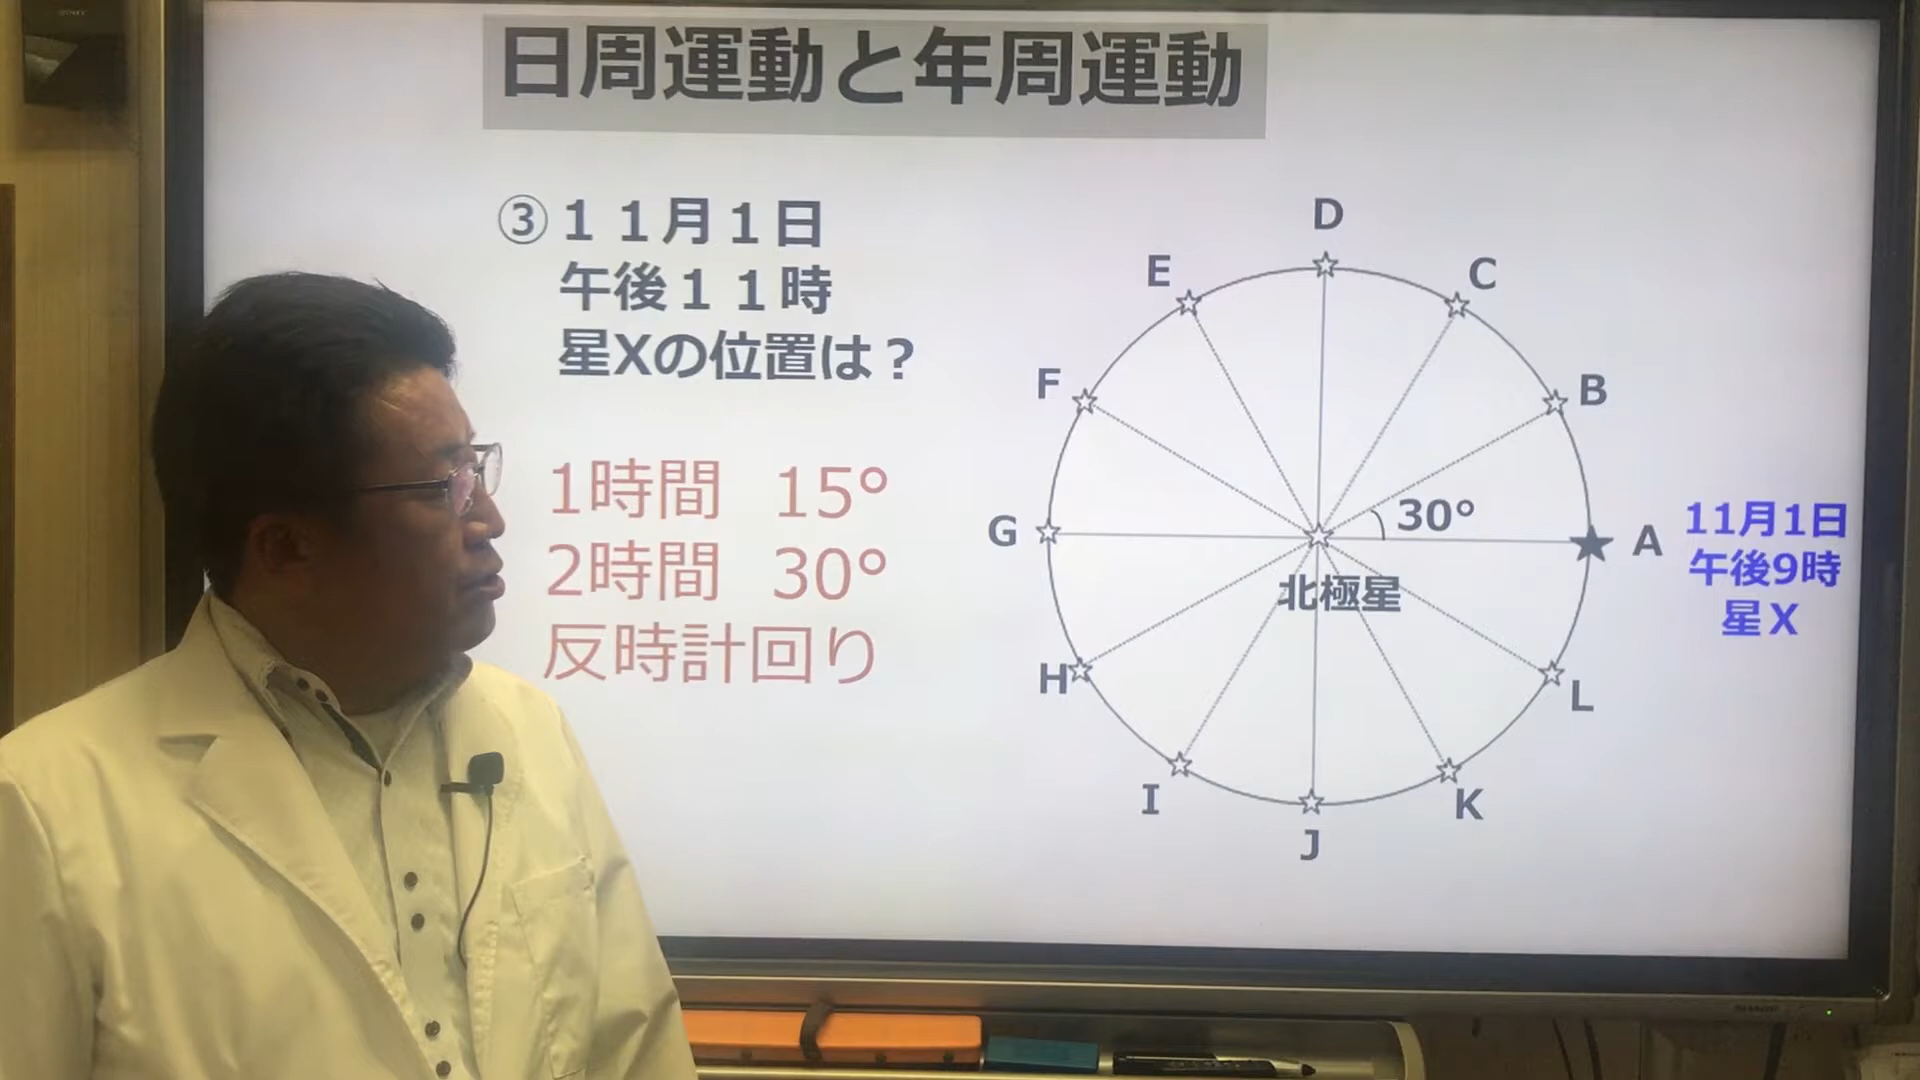 日周運動と年周運動
③11月1日
午後11時
星Xの位置は?
1時間 15°
2時間 30°
反時計回り
D
E
C
F
B
30°
G
A
11月1日
午後9時
星X
北極星
H
L
I
K
J